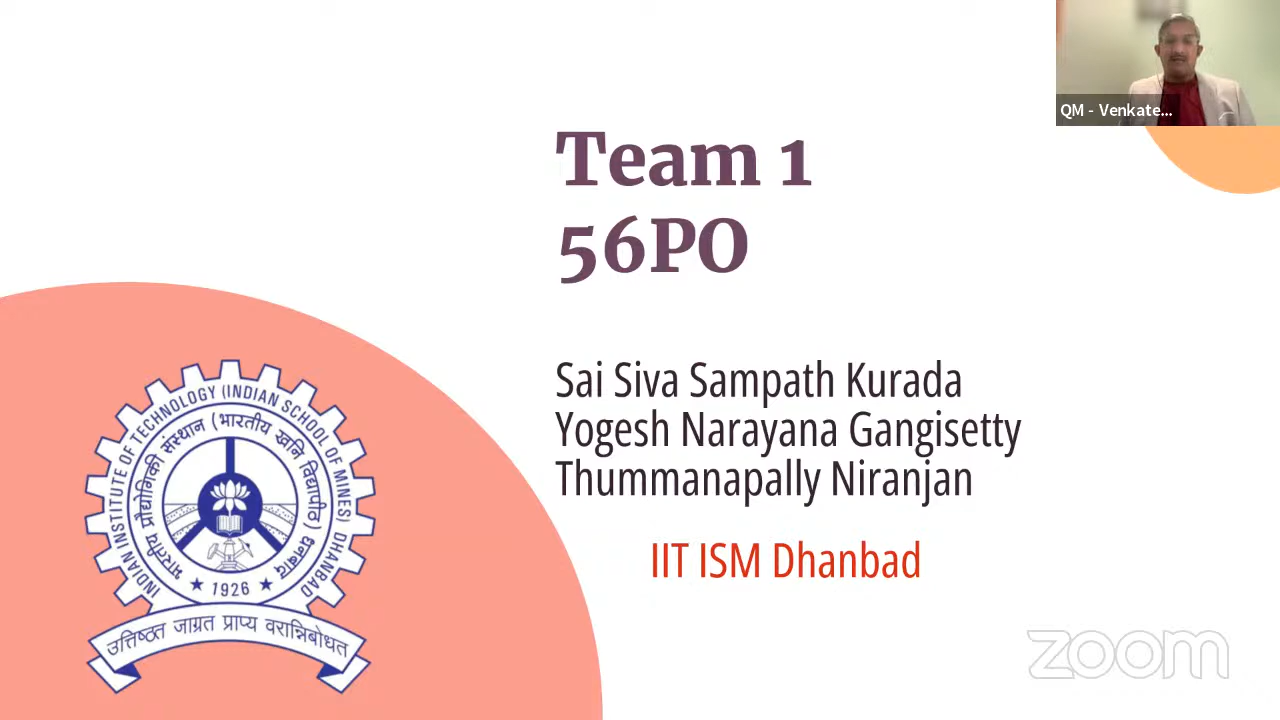 QM - Venkate...
Team 1
56PO
Sai Siva Sampath Kurada
Yogesh Narayana Gangisetty
Thummanapally Niranjan
IIT ISM Dhanbad
INDIAN INSTITUTE OF TECHNOLOGY (INDIAN SCHOOL OF MINES) DHANBAD
भारतीय प्रौद्योगिकी संस्थान (भारतीय खनि विद्यापीठ) धनबाद
★ 1926 ★
उत्तिष्ठत जाग्रत प्राप्य वरान्निबोधत
zoom